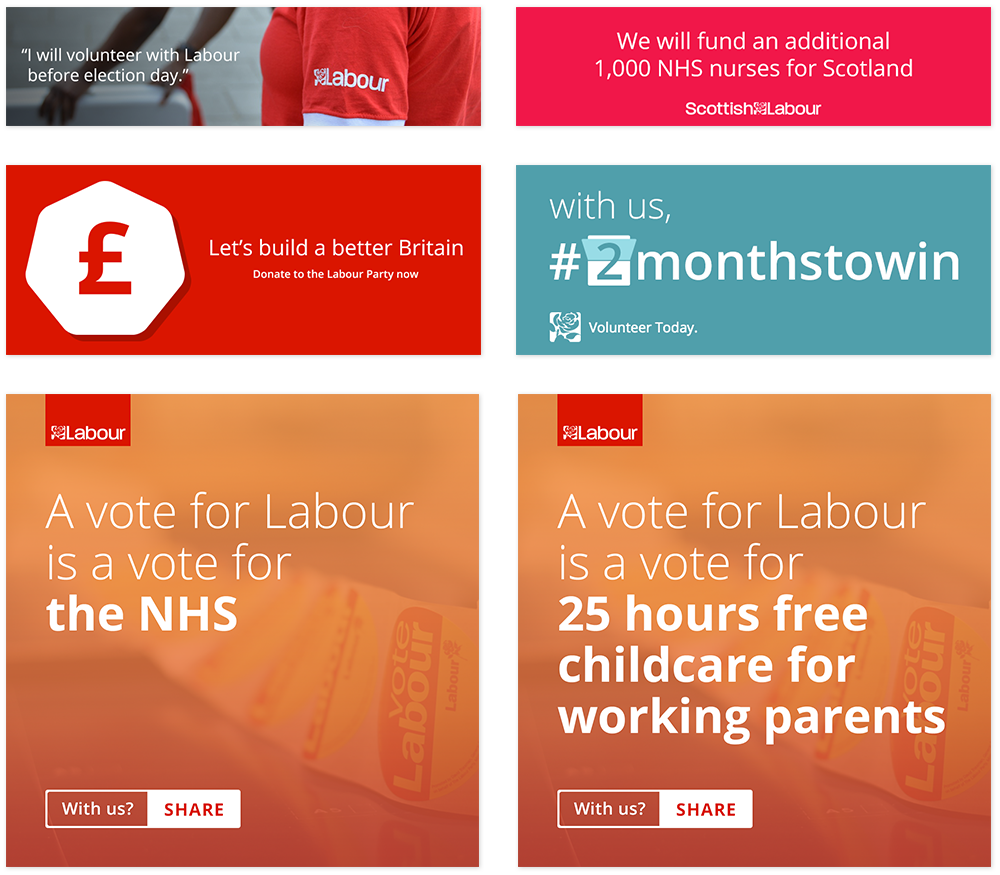 “I will volunteer with Labour
before election day.”
Labour
We will fund an additional
1,000 NHS nurses for Scotland
Scottish Labour
£
Let’s build a better Britain
Donate to the Labour Party now
with us,
#2monthstowin
Volunteer Today.
Labour
A vote for Labour
is a vote for
the NHS
vote
Labour
Labour
With us? SHARE
Labour
A vote for Labour
is a vote for
25 hours free
childcare for
working parents
vote
Labour
Labour
With us? SHARE